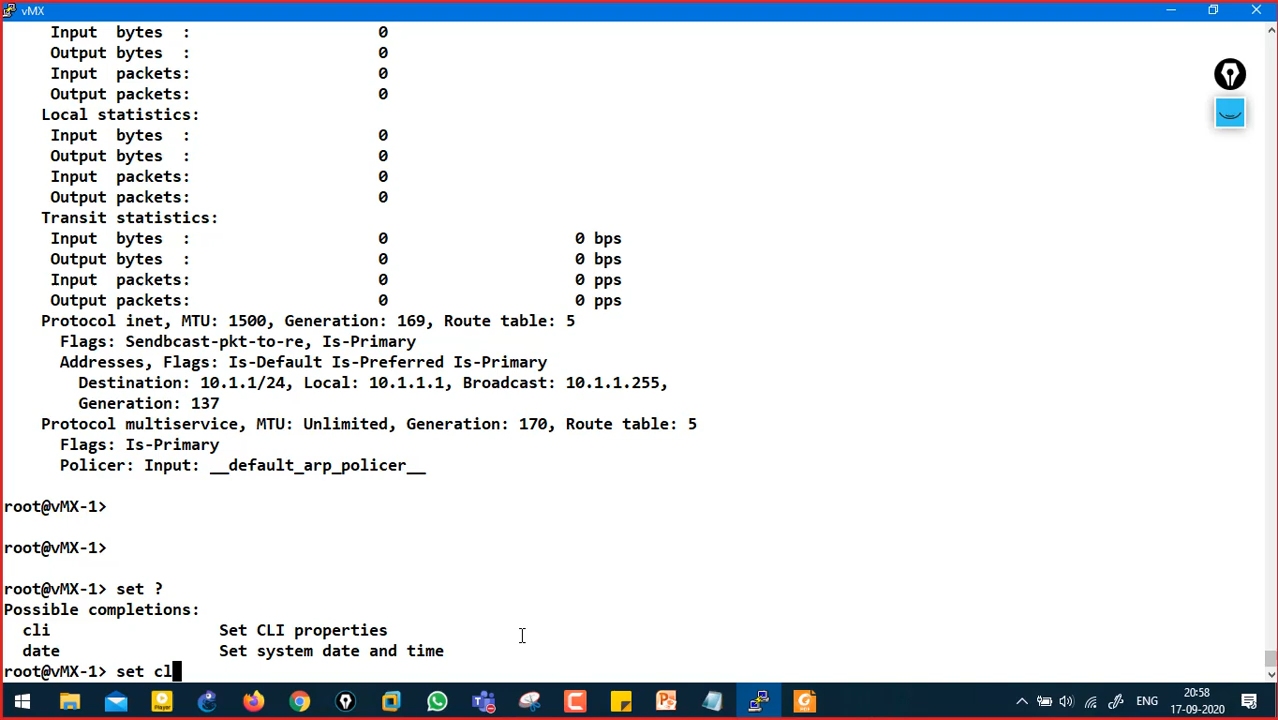 vMX
Input bytes : 0
Output bytes : 0
Input packets: 0
Output packets: 0
Local statistics:
Input bytes : 0
Output bytes : 0
Input packets: 0
Output packets: 0
Transit statistics:
Input bytes : 0 0 bps
Output bytes : 0 0 bps
Input packets: 0 0 pps
Output packets: 0 0 pps
Protocol inet, MTU: 1500, Generation: 169, Route table: 5
Flags: Sendbcast-pkt-to-re, Is-Primary
Addresses, Flags: Is-Default Is-Preferred Is-Primary
Destination: 10.1.1/24, Local: 10.1.1.1, Broadcast: 10.1.1.255,
Generation: 137
Protocol multiservice, MTU: Unlimited, Generation: 170, Route table: 5
Flags: Is-Primary
Policer: Input: __default_arp_policer__
root@vMX-1>
root@vMX-1>
root@vMX-1> set ?
Possible completions:
cli Set CLI properties
date Set system date and time
root@vMX-1> set cl
ENG
20:58
17-09-2020